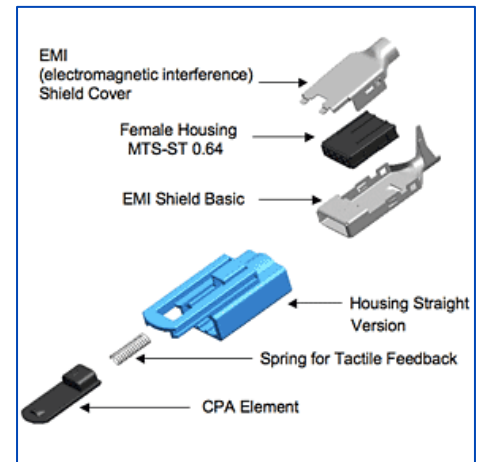 EMI
(electromagnetic interference)
Shield Cover
Female Housing
MTS-ST 0.64
EMI Shield Basic
Housing Straight
Version
Spring for Tactile Feedback
CPA Element